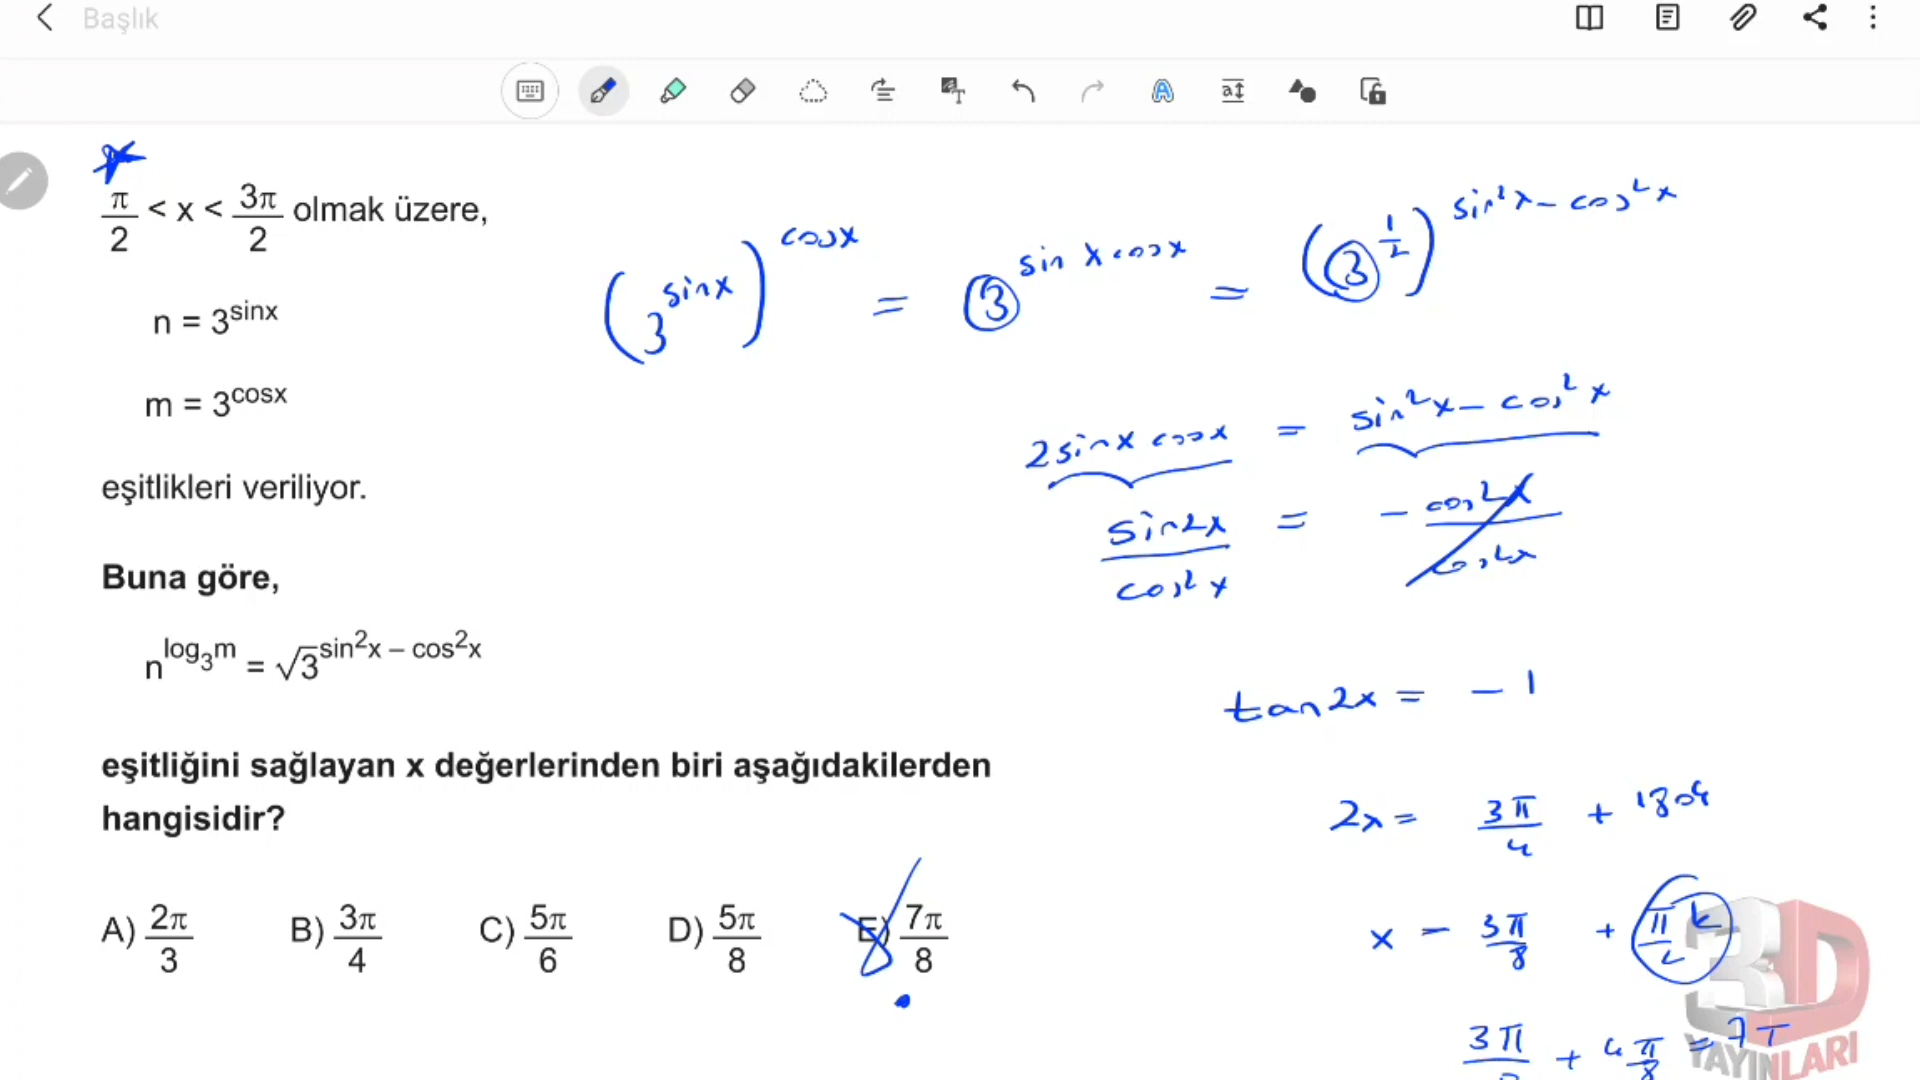 Başlık
π/2 < x < 3π/2 olmak üzere,
n = 3^sinx
m = 3^cosx
eşitlikleri veriliyor.
Buna göre,
n^log₃m = √3^sin²x – cos²x
eşitliğini sağlayan x değerlerinden biri aşağıdakilerden
hangisidir?
A) 2π/3 B) 3π/4 C) 5π/6 D) 5π/8 E) 7π/8
(3^sinx)^cosx = 3^sin x cosx = (3^1/2)^sin²x – cos²x
2sinx cosx = sin²x – cos²x
sin2x/cos2x = – cos2x/cos2x
tan2x = – 1
2x = 3π/4 + 180k
x = 3π/8 + π/2 k
3π/8 + 4π/8 = 7π
3D
YAYINLARI